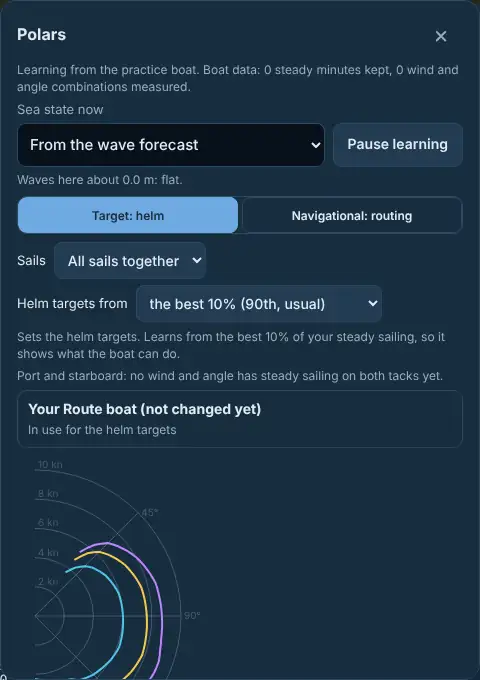 Polars
Learning from the practice boat. Boat data: 0 steady minutes kept, 0 wind and
angle combinations measured.
Sea state now
From the wave forecast
Pause learning
Waves here about 0.0 m: flat.
Target: helm
Navigational: routing
Sails
All sails together
Helm targets from
the best 10% (90th, usual)
Sets the helm targets. Learns from the best 10% of your steady sailing, so it
shows what the boat can do.
Port and starboard: no wind and angle has steady sailing on both tacks yet.
Your Route boat (not changed yet)
In use for the helm targets
10 kn
8 kn
6 kn
45°
4 kn
2 kn
90°